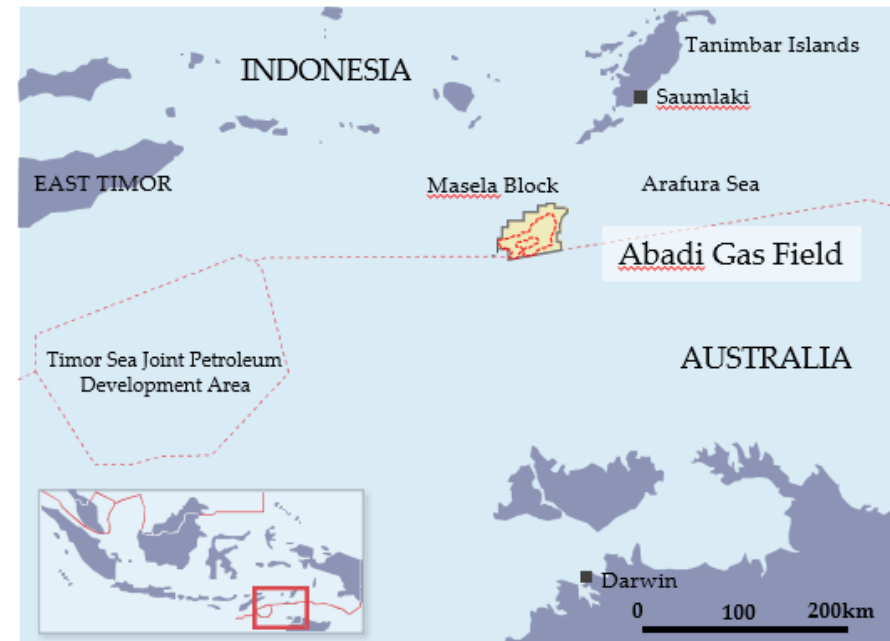 Tanimbar Islands
INDONESIA
Saumlaki
EAST TIMOR
Masela Block
Arafura Sea
Abadi Gas Field
Timor Sea Joint Petroleum
Development Area
AUSTRALIA
Darwin
0 100 200km